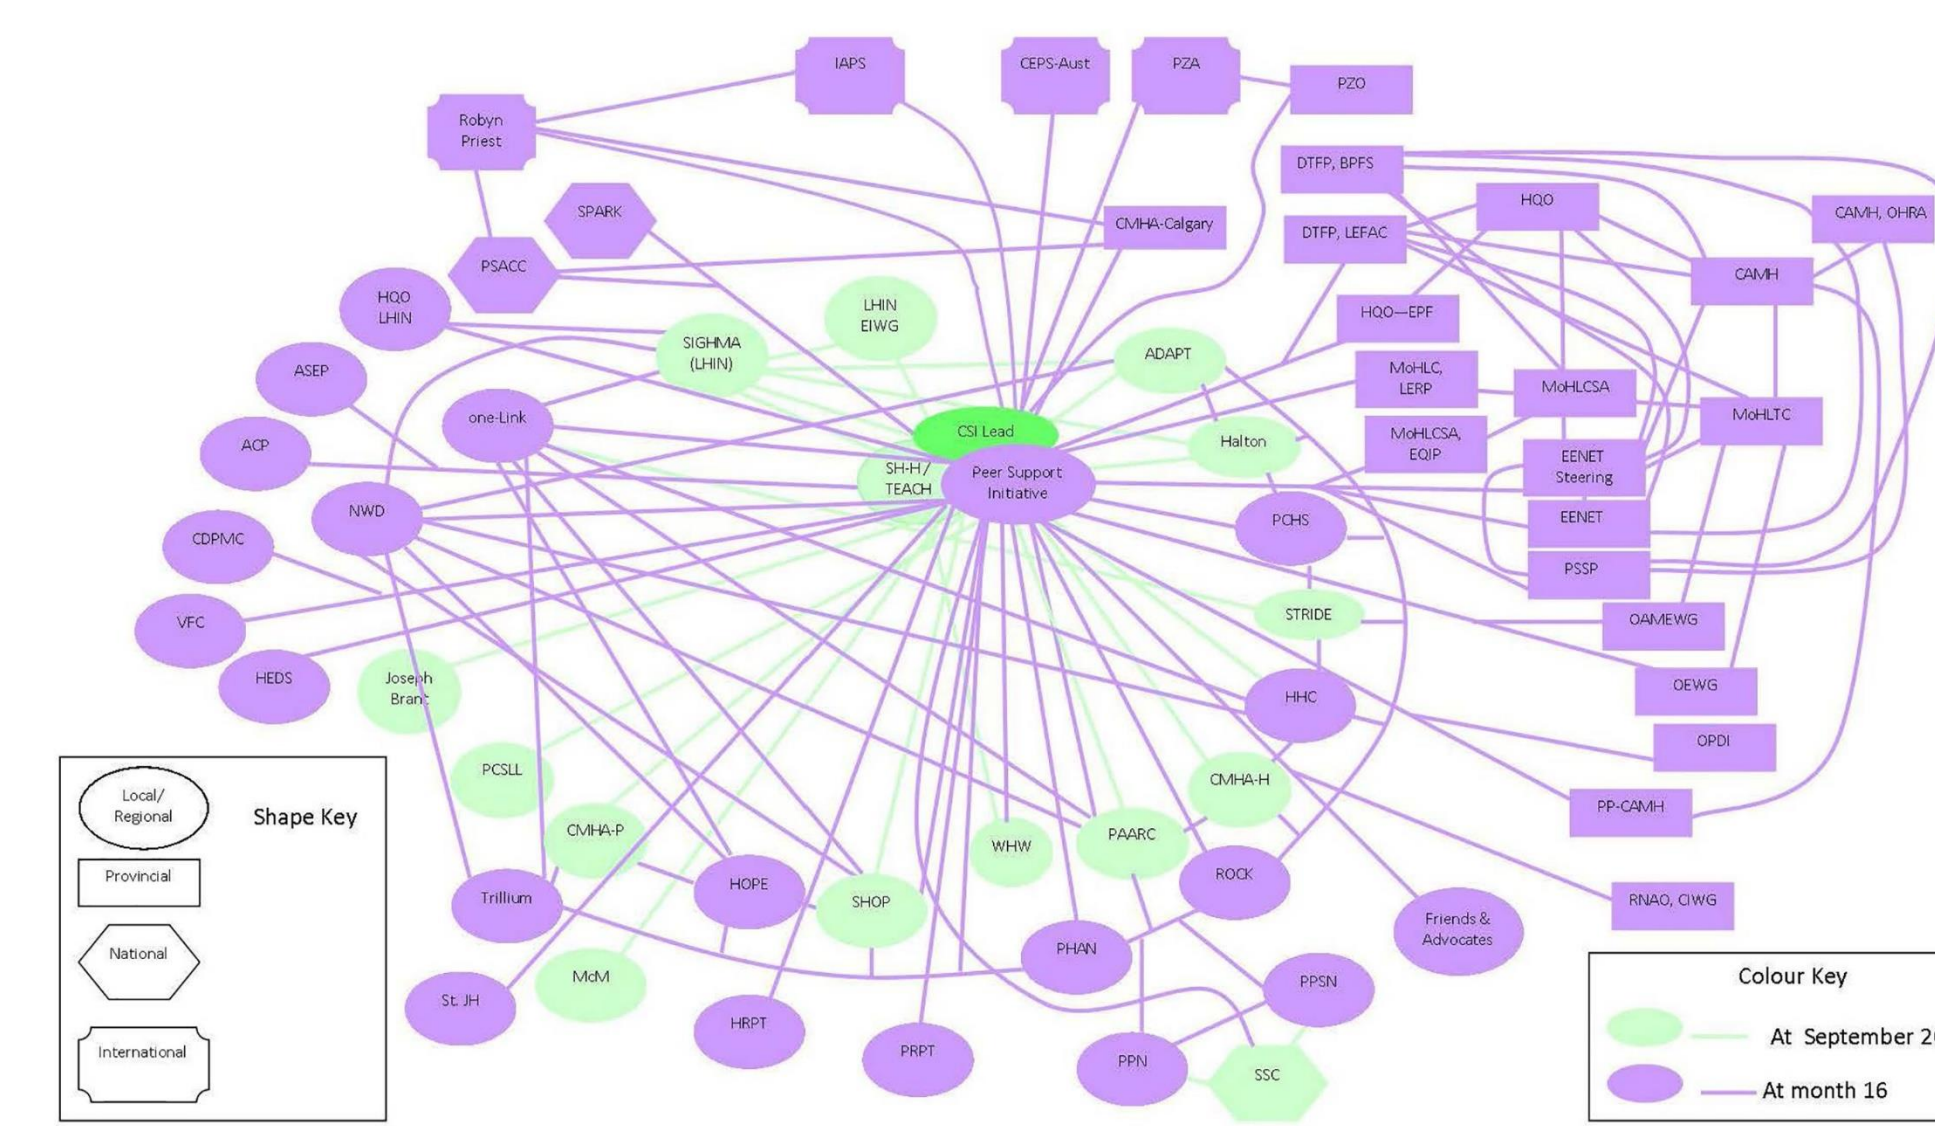 IAPS
CEPS-Aust
PZA
PZO
Robyn
Priest
DTFP, BPFS
SPARK
HQO
CAMH, OHRA
CMHA-Calgary
DTFP, LEFAC
PSACC
CAMH
HQO
LHIN
LHIN
EIWG
HQO—EPF
SIGHMA
(LHIN)
ADAPT
ASEP
MoHLC,
LERP
MoHLCSA
one-Link
MoHLTC
CSI Lead
Halton
ACP
MoHLCSA,
EQIP
SH-H /
TEACH
Peer Support
Initiative
EENET
Steering
NWD
PCHS
EENET
CDPMC
PSSP
VFC
STRIDE
OAMEWG
HEDS
Joseph
Brant
HHC
OEWG
OPDI
PCSLL
CMHA-H
PP-CAMH
CMHA-P
WHW
PAARC
Trillium
HOPE
SHOP
ROCK
RNAO, CIWG
Friends &
Advocates
PHAN
St. JH
McM
PPSN
HRPT
PRPT
PPN
SSC
Local/
Regional
Shape Key
Provincial
National
International
Colour Key
At September
At month 16